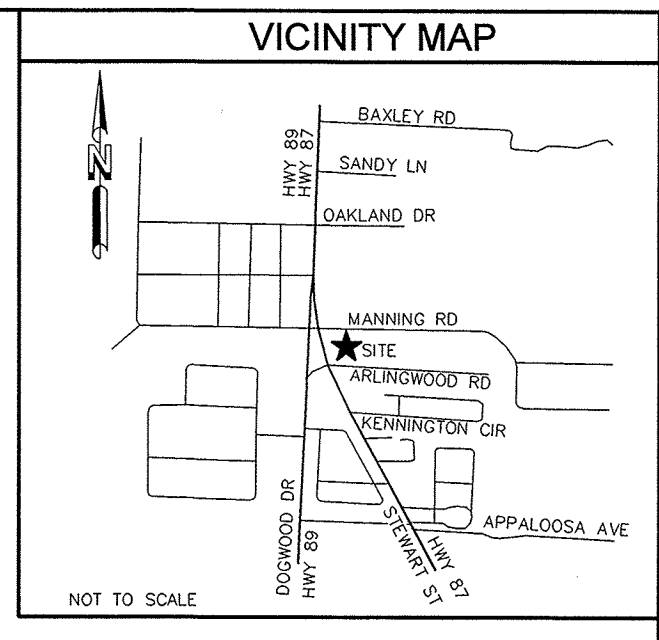 VICINITY MAP
N
BAXLEY RD
HWY 89
HWY 87
SANDY LN
OAKLAND DR
MANNING RD
SITE
ARLINGWOOD RD
KENNINGTON CIR
DOGWOOD DR
HWY 89
STEWART ST
HWY 87
APPALOOSA AVE
NOT TO SCALE